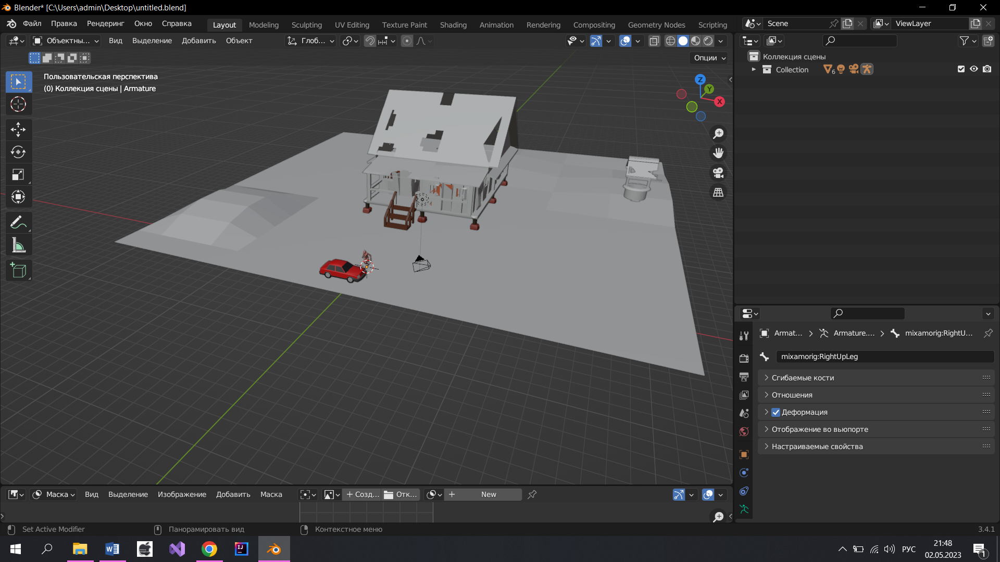 Blender* [C:\Users\admin\Desktop\untitled.blend]
Файл Правка Рендеринг Окно Справка Layout Modeling Sculpting UV Editing Texture Paint Shading Animation Rendering Compositing Geometry Nodes Scripting Scene ViewLayer
Объектны... Вид Выделение Добавить Объект Глоб...
Опции
Пользовательская перспектива
(0) Коллекция сцены | Armature
Z
Y
X
Коллекция сцены
Collection 6
Armat... Armature.... mixamorig:RightU...
mixamorig:RightUpLeg
Сгибаемые кости
Отношения
Деформация
Отображение во вьюпорте
Настраиваемые свойства
Маска Вид Выделение Изображение Добавить Маска Созд... Отк... New
Set Active Modifier Панорамировать вид Контекстное меню 3.4.1
РУС
21:48
02.05.2023
1